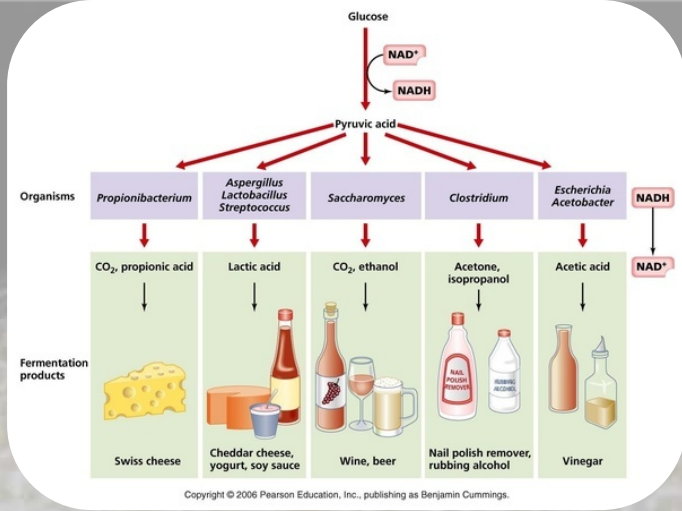 Glucose
NAD⁺
NADH
Pyruvic acid
Organisms
Propionibacterium
Aspergillus
Lactobacillus
Streptococcus
Saccharomyces
Clostridium
Escherichia
Acetobacter
NADH
NAD⁺
CO₂, propionic acid
Lactic acid
CO₂, ethanol
Acetone,
isopropanol
Acetic acid
Fermentation
products
NAIL
POLISH
REMOVER
RUBBING
ALCOHOL
Swiss cheese
Cheddar cheese,
yogurt, soy sauce
Wine, beer
Nail polish remover,
rubbing alcohol
Vinegar
Copyright © 2006 Pearson Education, Inc., publishing as Benjamin Cummings.